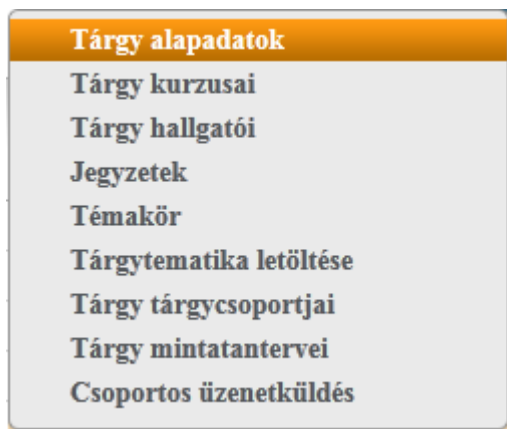 Tárgy alapadatok
Tárgy kurzusai
Tárgy hallgatói
Jegyzetek
Témakör
Tárgytematika letöltése
Tárgy tárgycsoportjai
Tárgy mintatantervei
Csoportos üzenetküldés